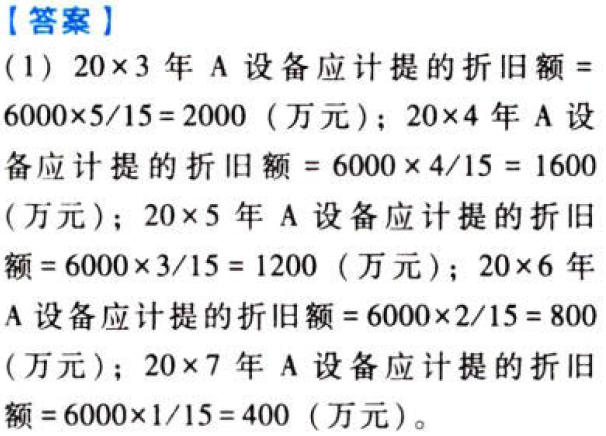 【答案】
(1) 20×3 年 A 设备应计提的折旧额=
6000×5/15=2000 (万元); 20×4 年 A 设
备应计提的折旧额=6000×4/15=1600
(万元); 20×5 年 A 设备应计提的折旧
额=6000×3/15=1200 (万元); 20×6 年
A 设备应计提的折旧额=6000×2/15=800
(万元); 20×7 年 A 设备应计提的折旧
额=6000×1/15=400 (万元)。